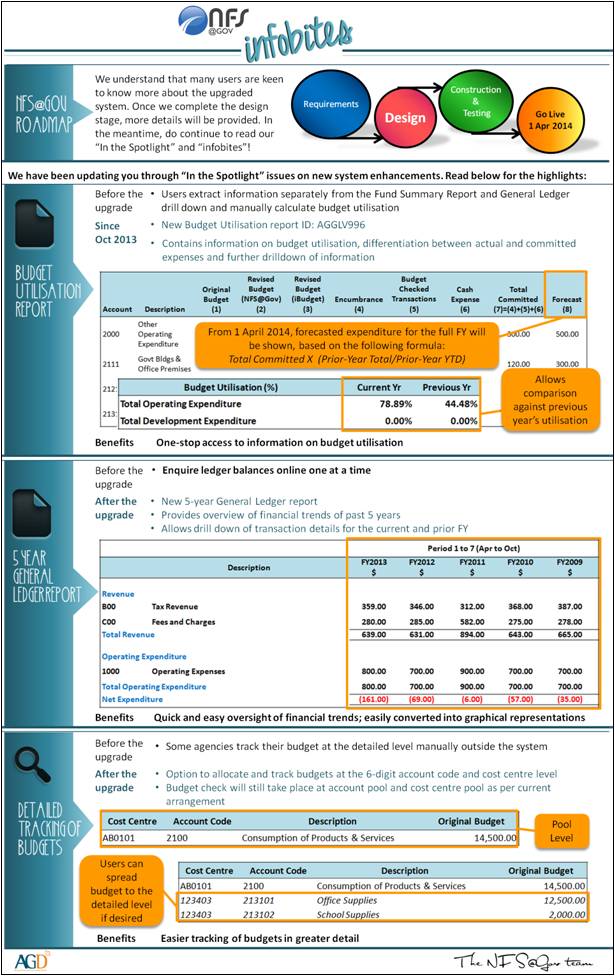 nfs
@GOV
infobites
NFS@GOV
ROADMAP
We understand that many users are keen
to know more about the upgraded
system. Once we complete the design
stage, more details will be provided. In
the meantime, do continue to read our
"In the Spotlight" and "infobites"!
Requirements
Design
Construction
&
Testing
Go Live
1 Apr 2014
We have been updating you through "In the Spotlight" issues on new system enhancements. Read below for the highlights:
BUDGET
UTILISATION
REPORT
Before the upgrade
• Users extract information separately from the Fund Summary Report and General Ledger
drill down and manually calculate budget utilisation
Since
Oct 2013
• New Budget Utilisation report ID: AGGLV996
• Contains information on budget utilisation, differentiation between actual and committed
expenses and further drilldown of information
Account Description Original Budget (1) Revised Budget (NFS@Gov) (2) Revised Budget (iBudget) (3) Encumbrance (4) Budget Checked Transactions (5) Cash Expense (6) Total Committed (7)=(4)+(5)+(6) Forecast (8)
2000 Other Operating Expenditure 500.00
2111 Govt Bldgs & Office Premises 120.00 300.00
From 1 April 2014, forecasted expenditure for the full FY will
be shown, based on the following formula:
Total Committed X (Prior-Year Total/Prior-Year YTD)
212
213
Budget Utilisation (%) Current Yr Previous Yr
Total Operating Expenditure 78.89% 44.48%
Total Development Expenditure 0.00% 0.00%
Allows
comparison
against previous
year's utilisation
Benefits One-stop access to information on budget utilisation
5 YEAR
GENERAL
LEDGER REPORT
Before the upgrade
• Enquire ledger balances online one at a time
After the upgrade
• New 5-year General Ledger report
• Provides overview of financial trends of past 5 years
• Allows drill down of transaction details for the current and prior FY
Period 1 to 7 (Apr to Oct)
Description FY2013 $ FY2012 $ FY2011 $ FY2010 $ FY2009 $
Revenue
B00 Tax Revenue 359.00 346.00 312.00 368.00 387.00
C00 Fees and Charges 280.00 285.00 582.00 275.00 278.00
Total Revenue 639.00 631.00 894.00 643.00 665.00
Operating Expenditure
1000 Operating Expenses 800.00 700.00 900.00 700.00 700.00
Total Operating Expenditure 800.00 700.00 900.00 700.00 700.00
Net Expenditure (161.00) (69.00) (6.00) (57.00) (35.00)
Benefits Quick and easy oversight of financial trends; easily converted into graphical representations
DETAILED
TRACKING OF
BUDGETS
Before the upgrade
• Some agencies track their budget at the detailed level manually outside the system
After the upgrade
• Option to allocate and track budgets at the 6-digit account code and cost centre level
• Budget check will still take place at account pool and cost centre pool as per current
arrangement
Cost Centre Account Code Description Original Budget
AB0101 2100 Consumption of Products & Services 14,500.00
Pool
Level
Users can
spread
budget to the
detailed level
if desired
Cost Centre Account Code Description Original Budget
AB0101 2100 Consumption of Products & Services 14,500.00
123403 213101 Office Supplies 12,500.00
123403 213102 School Supplies 2,000.00
Benefits Easier tracking of budgets in greater detail
AGD
The NFS@Gov team